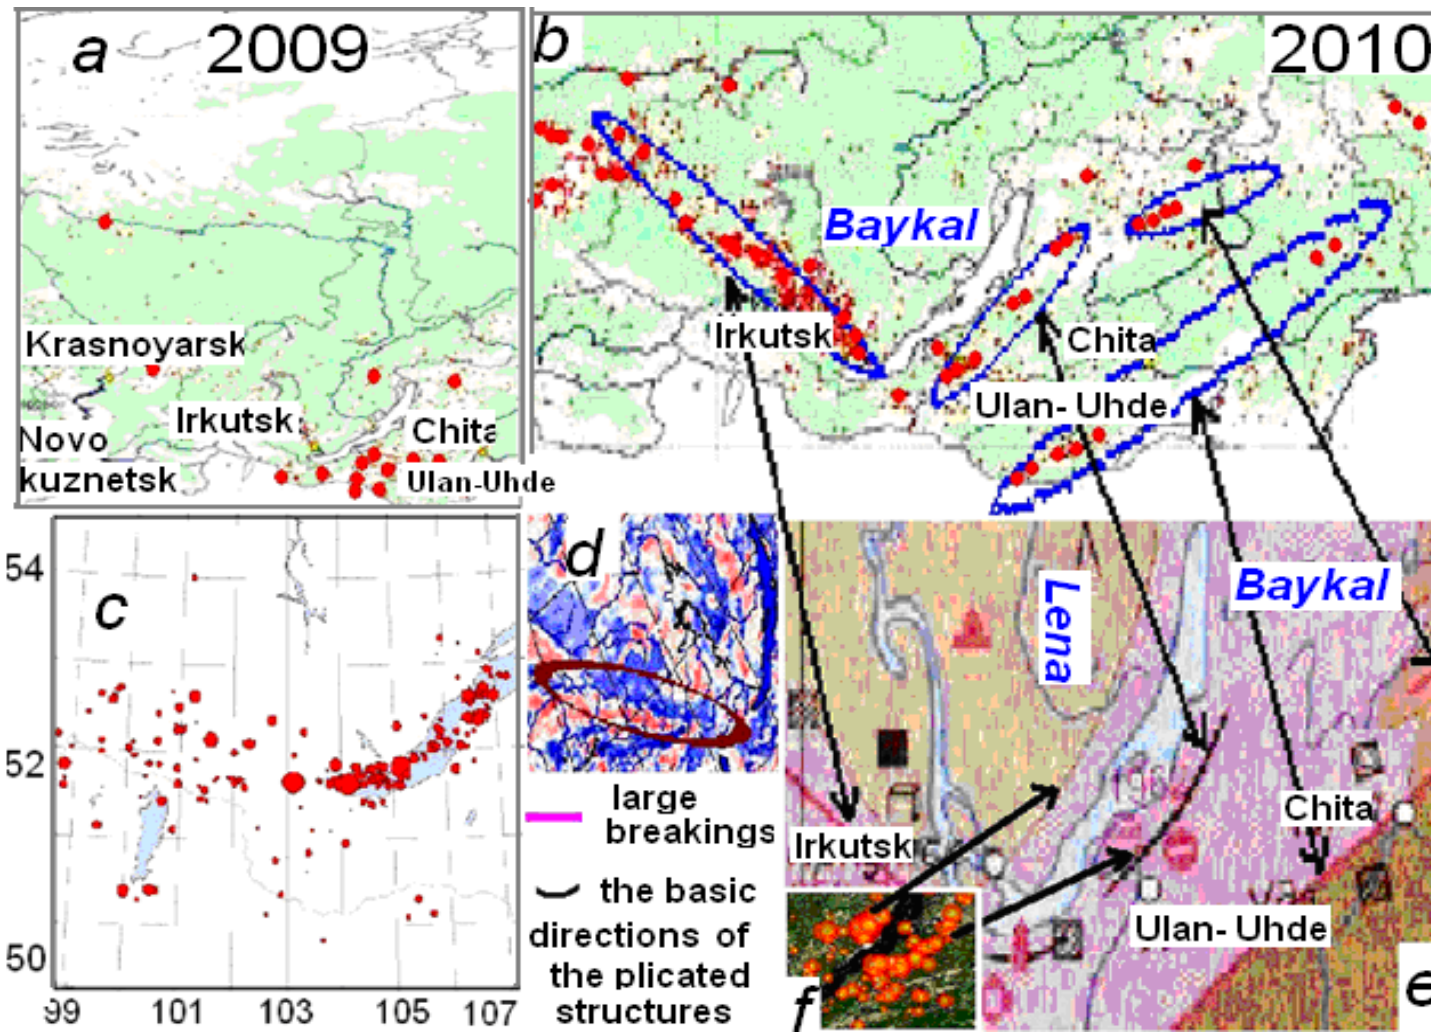 a 2009
Krasnoyarsk
Irkutsk
Chita
Novo
kuznetsk
Ulan-Uhde
b 2010
Baykal
Irkutsk
Chita
Ulan- Uhde
c
54
52
50
99 101 103 105 107
d
large
breakings
the basic
directions of
the plicated
structures
Lena
Baykal
Irkutsk
Chita
Ulan- Uhde
f
e